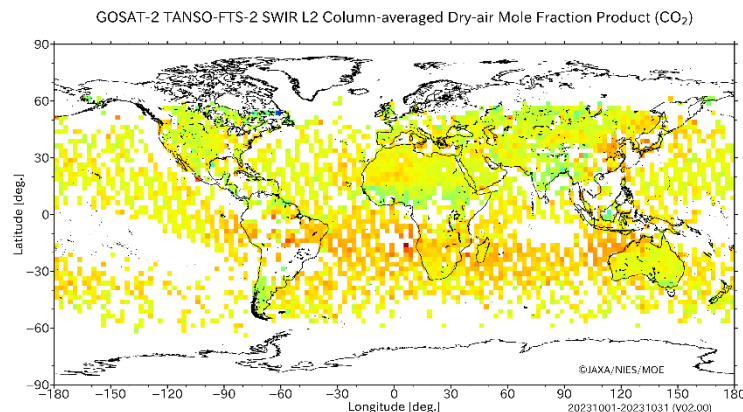 GOSAT-2 TANSO-FTS-2 SWIR L2 Column-averaged Dry-air Mole Fraction Product (CO₂)
90
60
30
0
−30
−60
−90
Latitude [deg.]
©JAXA/NIES/MOE
−180 −150 −120 −90 −60 −30 0 30 60 90 120 150 180
Longitude [deg.]
20231001-20231031 (V02.00)